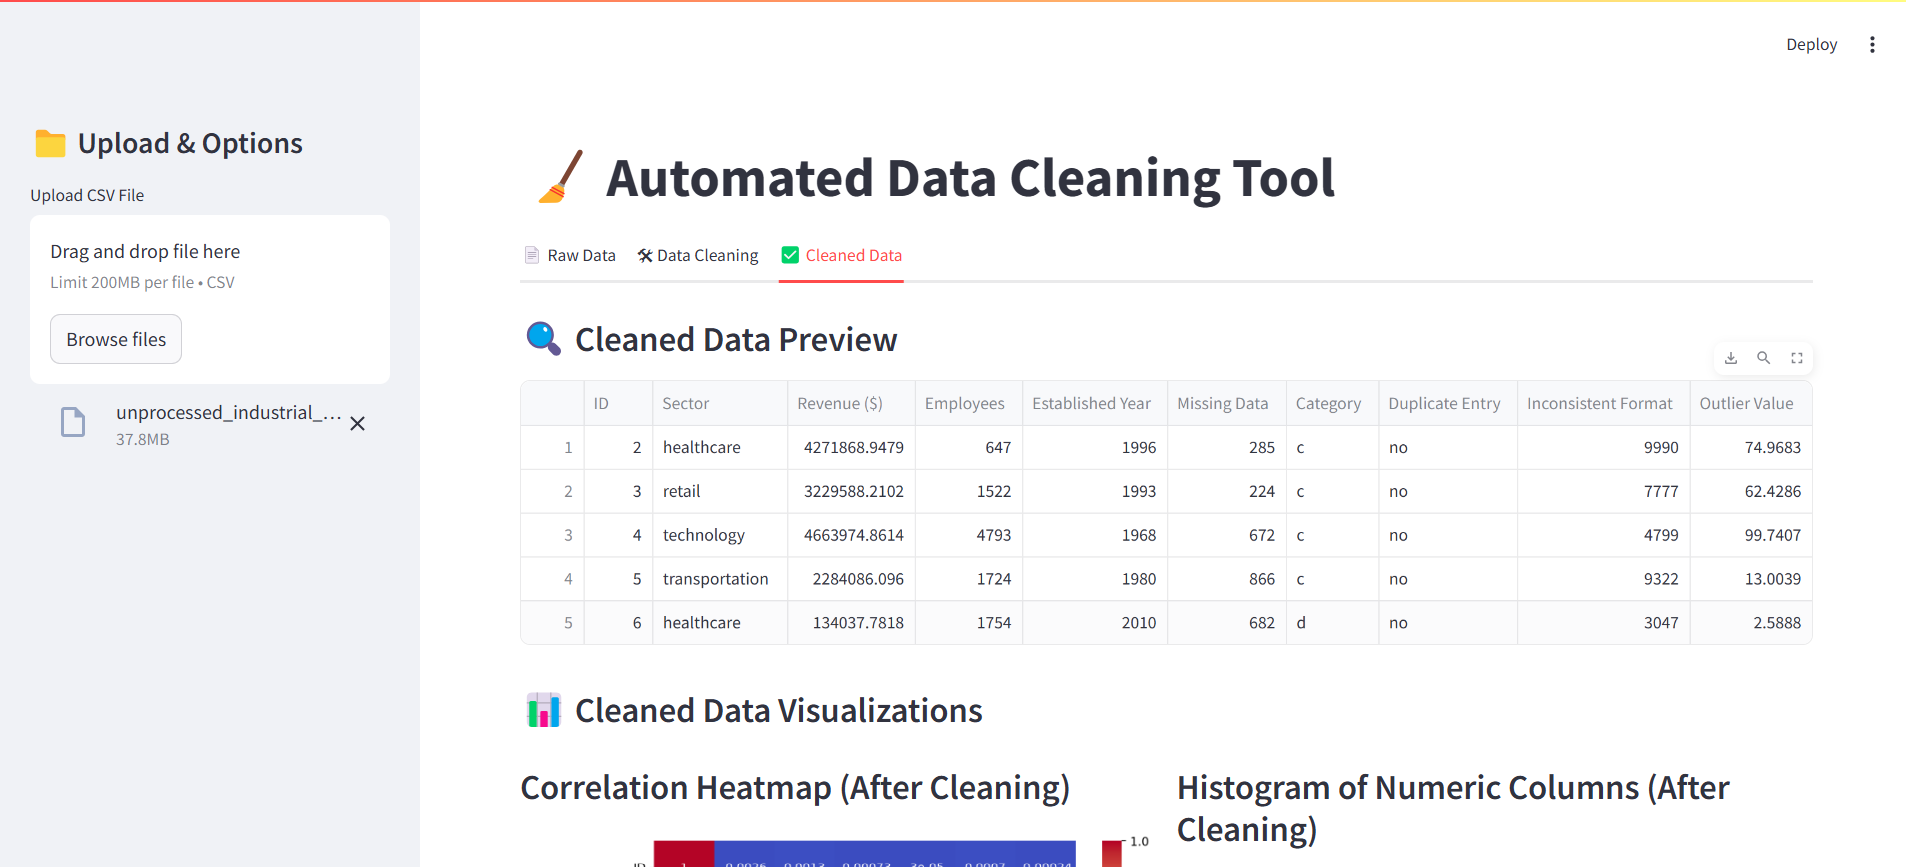 Deploy
Upload & Options
Upload CSV File
Drag and drop file here
Limit 200MB per file • CSV
Browse files
unprocessed_industrial_...
37.8MB
Automated Data Cleaning Tool
Raw Data Data Cleaning Cleaned Data
Cleaned Data Preview
ID Sector Revenue ($) Employees Established Year Missing Data Category Duplicate Entry Inconsistent Format Outlier Value
1 2 healthcare 4271868.9479 647 1996 285 c no 9990 74.9683
2 3 retail 3229588.2102 1522 1993 224 c no 7777 62.4286
3 4 technology 4663974.8614 4793 1968 672 c no 4799 99.7407
4 5 transportation 2284086.096 1724 1980 866 c no 9322 13.0039
5 6 healthcare 134037.7818 1754 2010 682 d no 3047 2.5888
Cleaned Data Visualizations
Correlation Heatmap (After Cleaning)
Histogram of Numeric Columns (After
Cleaning)
1.0